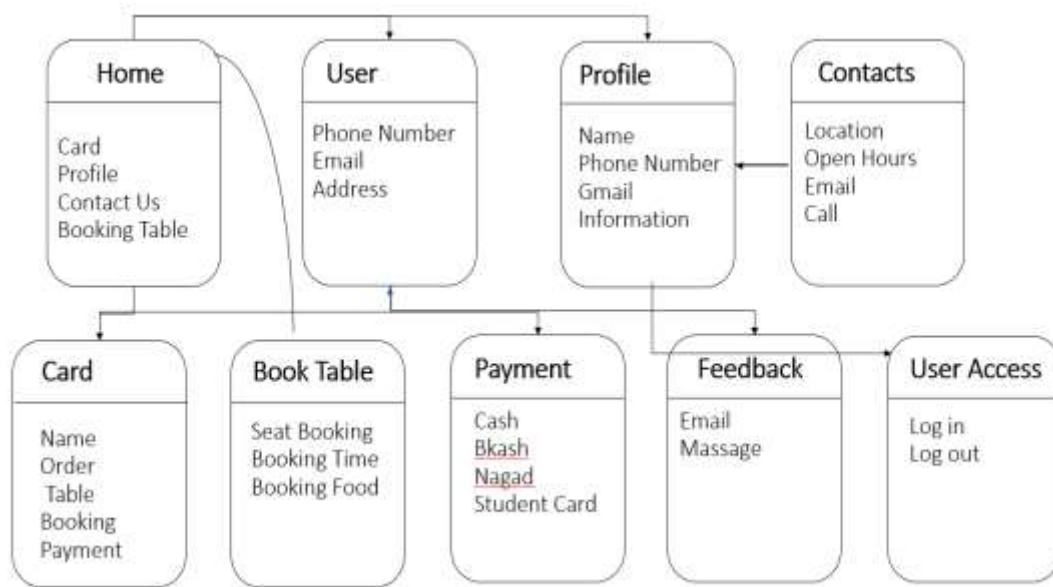 Home
Card
Profile
Contact Us
Booking Table
User
Phone Number
Email
Address
Profile
Name
Phone Number
Gmail
Information
Contacts
Location
Open Hours
Email
Call
Card
Name
Order
Table
Booking
Payment
Book Table
Seat Booking
Booking Time
Booking Food
Payment
Cash
Bkash
Nagad
Student Card
Feedback
Email
Massage
User Access
Log in
Log out